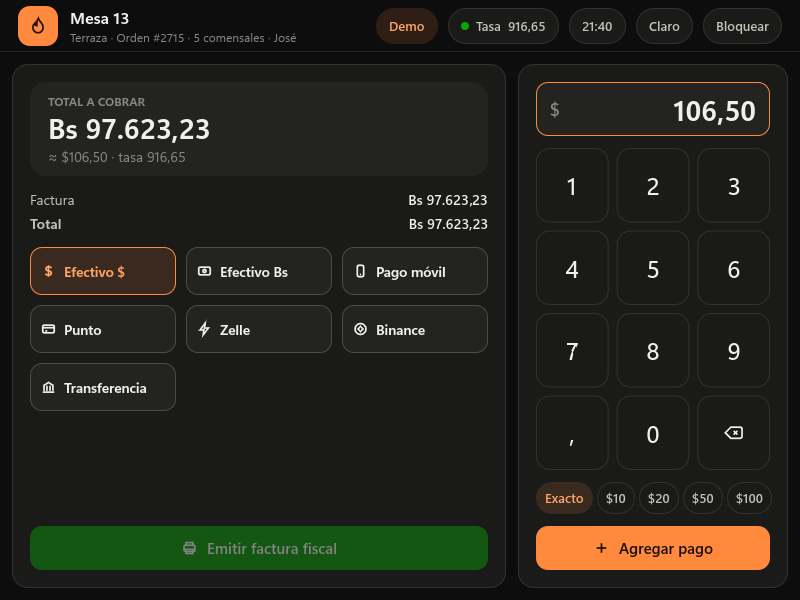 Mesa 13
Terraza · Orden #2715 · 5 comensales · José
Demo
Tasa 916,65
21:40
Claro
Bloquear
TOTAL A COBRAR
Bs 97.623,23
≈ $106,50 · tasa 916,65
Factura Bs 97.623,23
Total Bs 97.623,23
$ Efectivo $
Efectivo Bs
Pago móvil
Punto
Zelle
Binance
Transferencia
Emitir factura fiscal
$ 106,50
1 2 3
4 5 6
7 8 9
, 0
Exacto $10 $20 $50 $100
+ Agregar pago